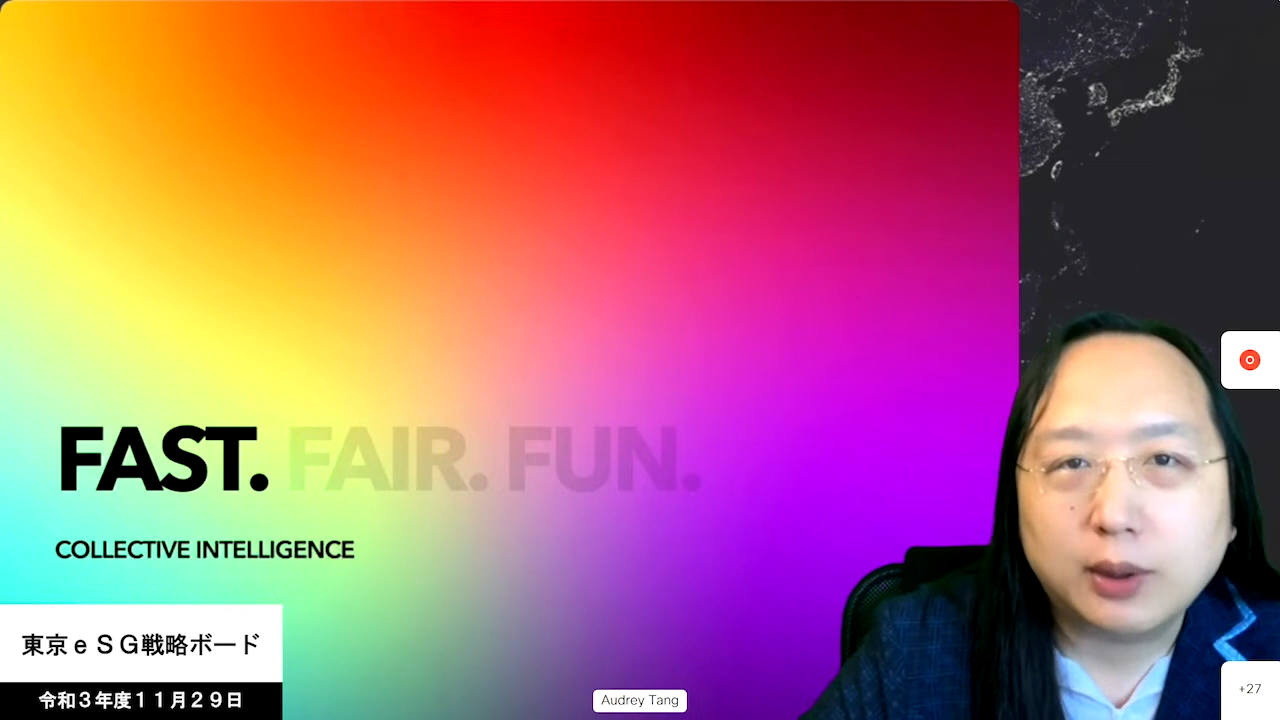 FAST. FAIR. FUN.
COLLECTIVE INTELLIGENCE
東京ｅＳＧ戦略ボード
令和３年度１１月２９日
Audrey Tang
+27